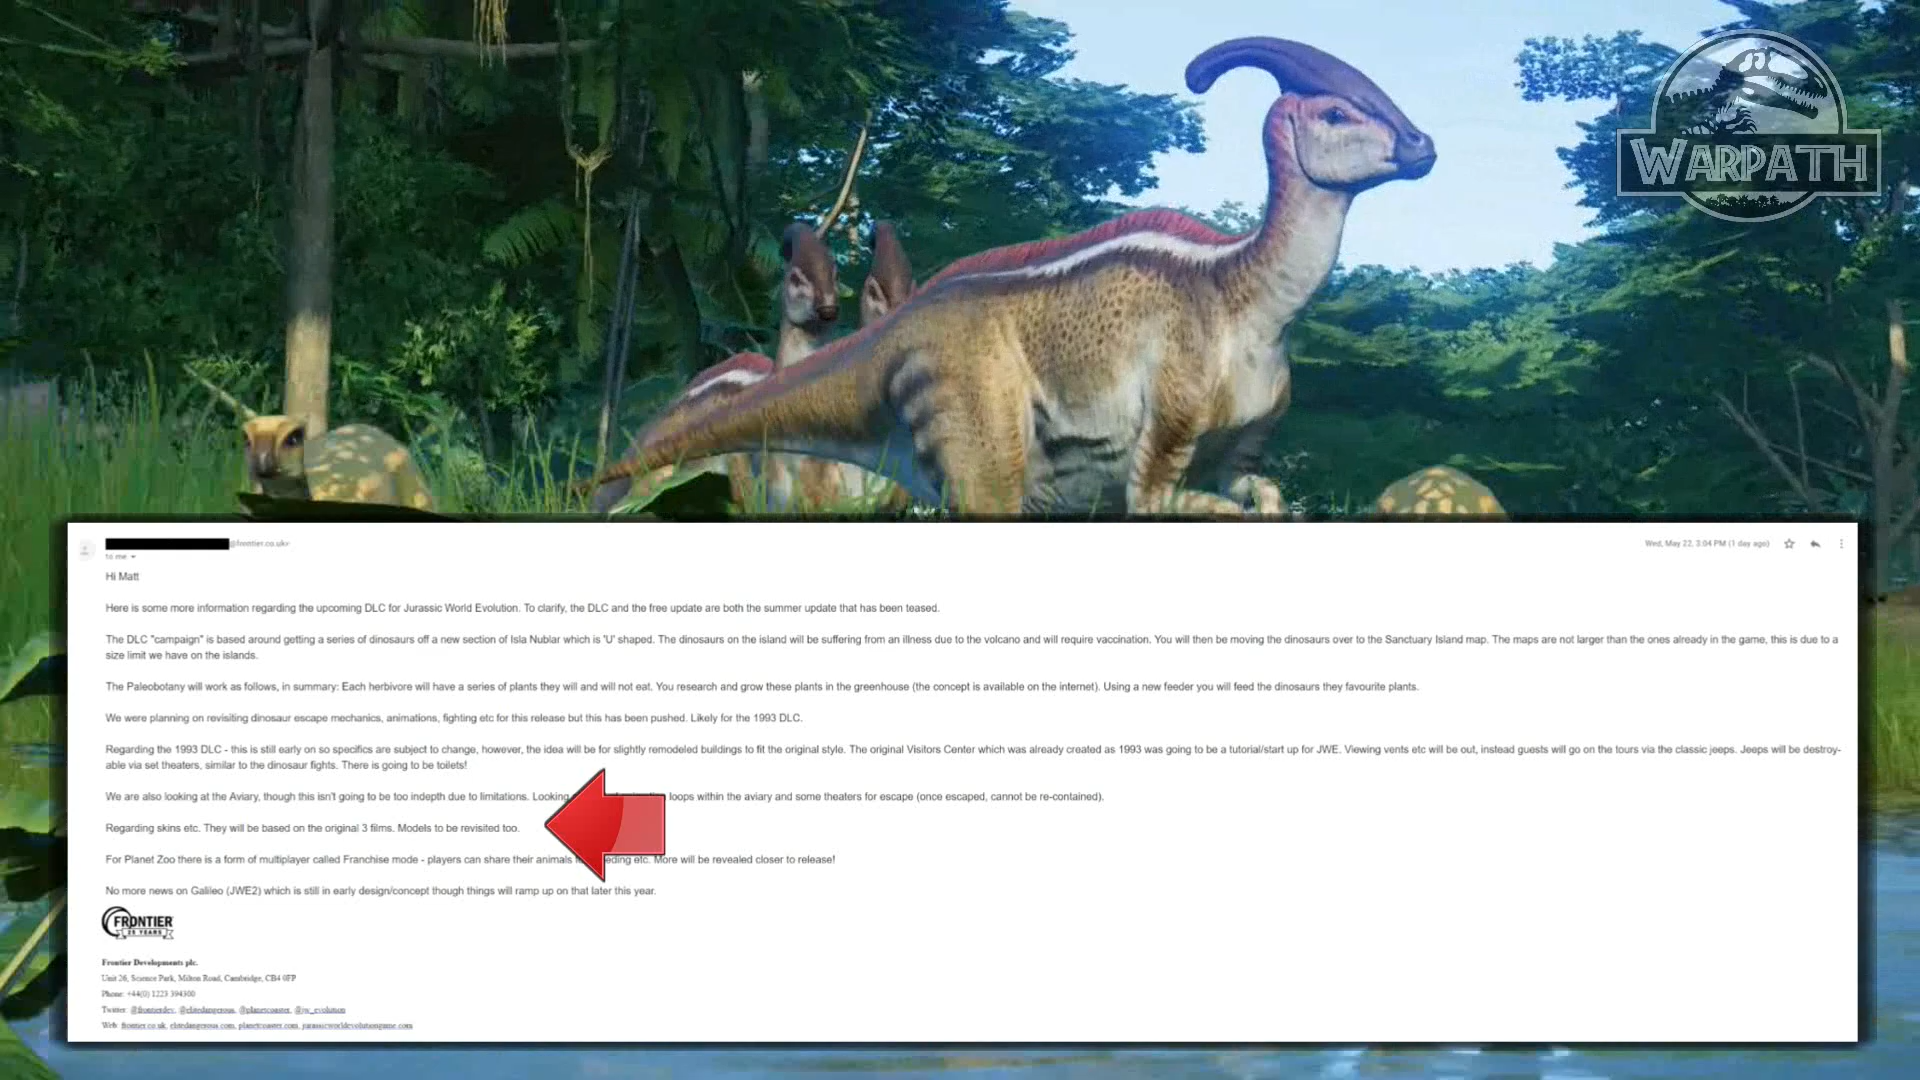 WARPATH
@frontier.co.uk>
to me
Wed, May 22, 3:04 PM (1 day ago)
Hi Matt
Here is some more information regarding the upcoming DLC for Jurassic World Evolution. To clarify, the DLC and the free update are both the summer update that has been teased.
The DLC "campaign" is based around getting a series of dinosaurs off a new section of Isla Nublar which is 'U' shaped. The dinosaurs on the island will be suffering from an illness due to the volcano and will require vaccination. You will then be moving the dinosaurs over to the Sanctuary Island map. The maps are not larger than the ones already in the game, this is due to a
size limit we have on the islands.
The Paleobotany will work as follows, in summary: Each herbivore will have a series of plants they will and will not eat. You research and grow these plants in the greenhouse (the concept is available on the internet). Using a new feeder you will feed the dinosaurs they favourite plants.
We were planning on revisiting dinosaur escape mechanics, animations, fighting etc for this release but this has been pushed. Likely for the 1993 DLC.
Regarding the 1993 DLC - this is still early on so specifics are subject to change, however, the idea will be for slightly remodeled buildings to fit the original style. The original Visitors Center which was already created as 1993 was going to be a tutorial/start up for JWE. Viewing vents etc will be out, instead guests will go on the tours via the classic jeeps. Jeeps will be destroy-
able via set theaters, similar to the dinosaur fights. There is going to be toilets!
We are also looking at the Aviary, though this isn't going to be too indepth due to limitations. Looking loops within the aviary and some theaters for escape (once escaped, cannot be re-contained).
Regarding skins etc. They will be based on the original 3 films. Models to be revisited too.
For Planet Zoo there is a form of multiplayer called Franchise mode - players can share their animals etc. More will be revealed closer to release!
No more news on Galileo (JWE2) which is still in early design/concept though things will ramp up on that later this year.
FRONTIER
25 YEARS
Frontier Developments plc.
Unit 26, Science Park, Milton Road, Cambridge, CB4 0FP
Phone: +44(0) 1223 394300
Twitter: @frontierdev, @elitedangerous, @planetcoaster, @jw_evolution
Web: frontier.co.uk, elitedangerous.com, planetcoaster.com, jurassicworldevolutiongame.com